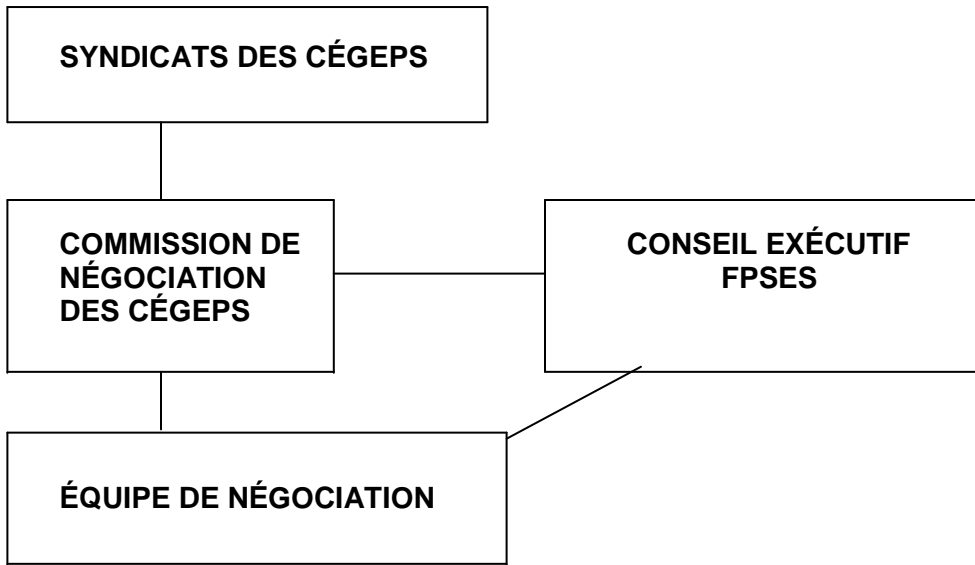 SYNDICATS DES CÉGEPS
COMMISSION DE
NÉGOCIATION
DES CÉGEPS
CONSEIL EXÉCUTIF
FPSES
ÉQUIPE DE NÉGOCIATION